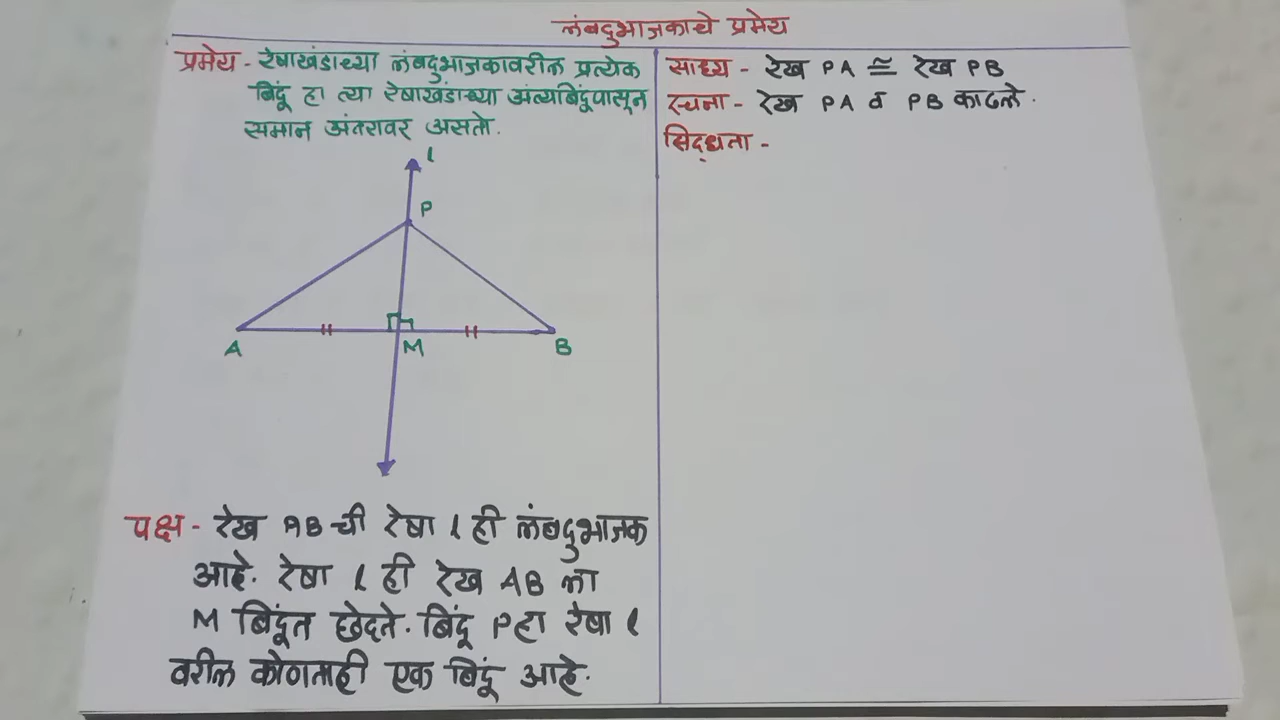 लंबदुभाजकाचे प्रमेय
प्रमेय - रेषाखंडाच्या लंबदुभाजकावरील प्रत्येक
बिंदू हा त्या रेषाखंडाच्या अंत्यबिंदूपासून
समान अंतरावर असतो.
l
P
A
M
B
पक्ष - रेख AB ची रेषा l ही लंबदुभाजक
आहे. रेषा l ही रेख AB ला
M बिंदूत छेदते. बिंदू P हा रेषा l
वरील कोणताही एक बिंदू आहे.
साध्य - रेख PA ≅ रेख PB
रचना - रेख PA व PB काढले.
सिद्धता -